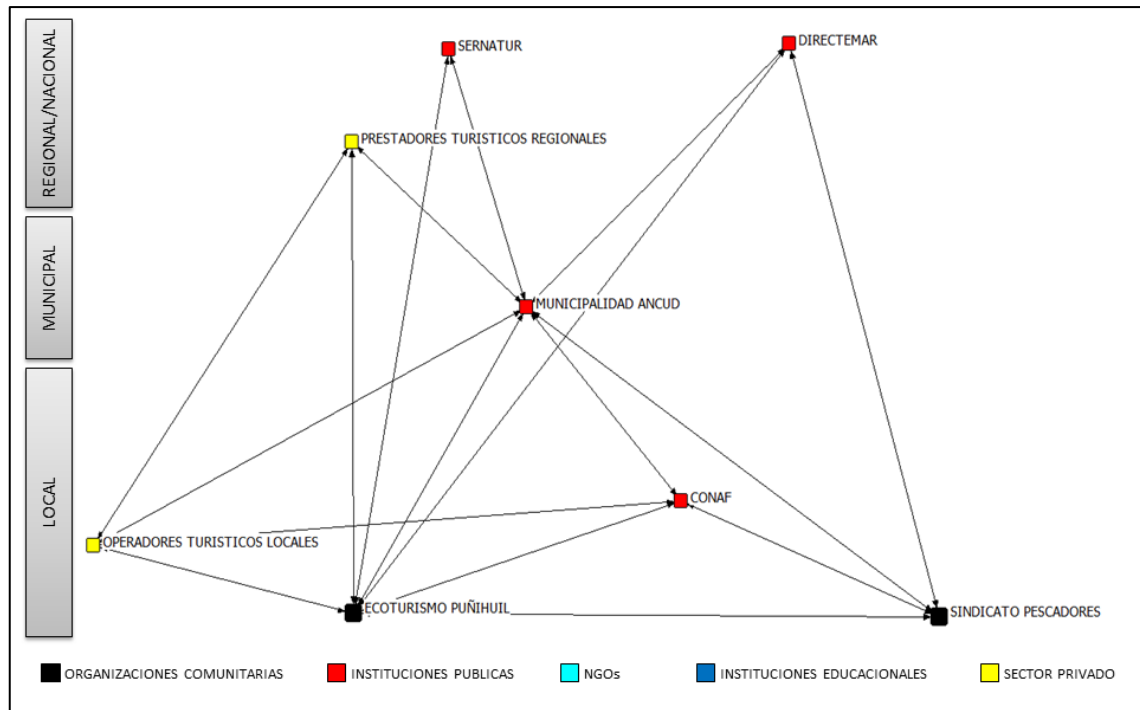 REGIONAL/NACIONAL
SERNATUR
DIRECTEMAR
PRESTADORES TURISTICOS REGIONALES
MUNICIPAL
MUNICIPALIDAD ANCUD
LOCAL
CONAF
OPERADORES TURISTICOS LOCALES
ECOTURISMO PUÑIHUIL
SINDICATO PESCADORES
ORGANIZACIONES COMUNITARIAS
INSTITUCIONES PUBLICAS
NGOs
INSTITUCIONES EDUCACIONALES
SECTOR PRIVADO